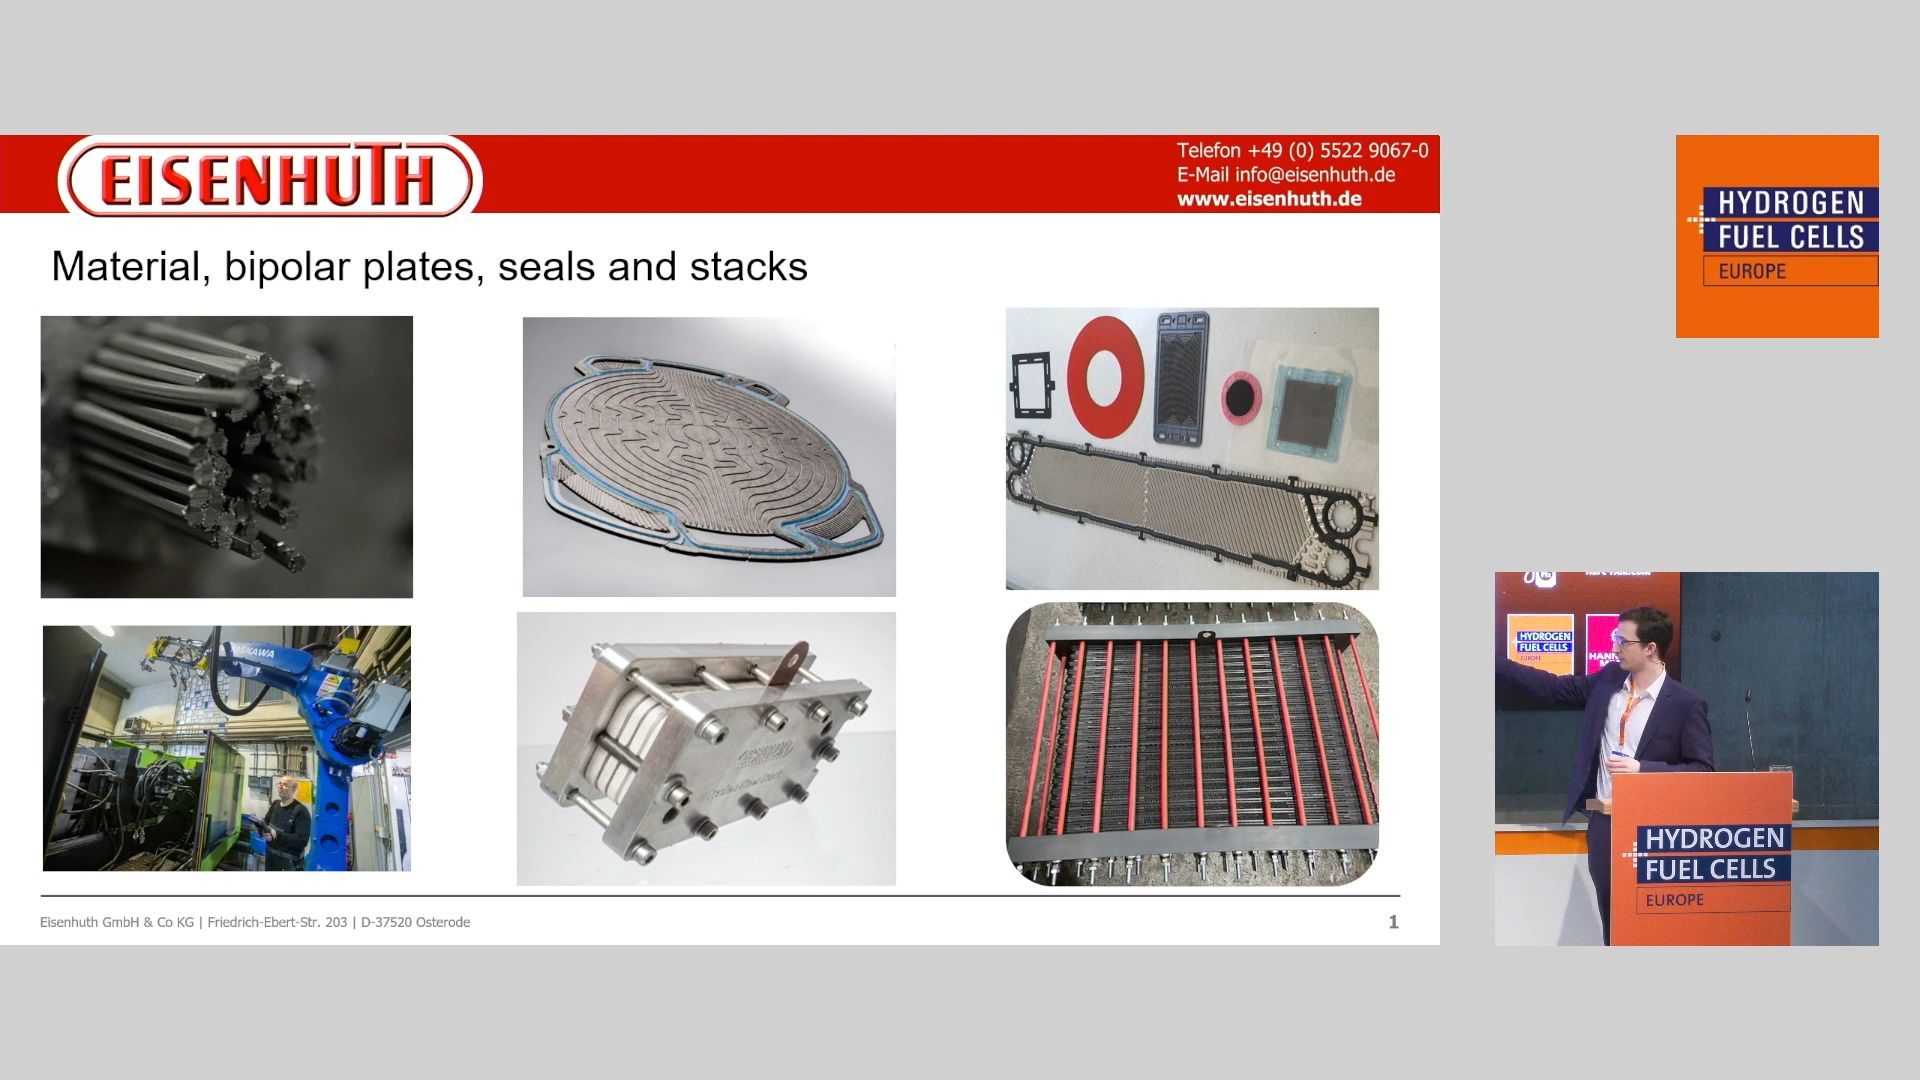 EISENHUTH
Telefon +49 (0) 5522 9067-0
E-Mail info@eisenhuth.de
www.eisenhuth.de
Material, bipolar plates, seals and stacks
Eisenhuth GmbH & Co KG | Friedrich-Ebert-Str. 203 | D-37520 Osterode
1
HYDROGEN
FUEL CELLS
EUROPE
HYDROGEN
FUEL CELLS
EUROPE
HYDROGEN
FUEL CELLS
EUROPE